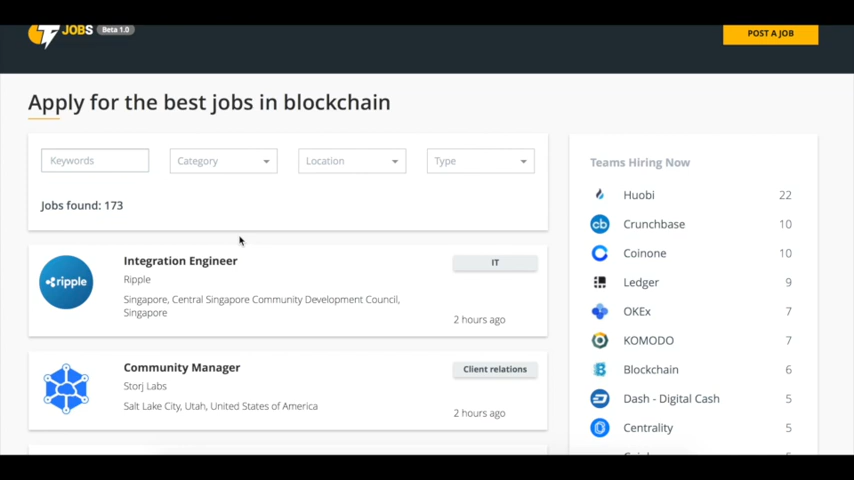 JOBS Beta 1.0
POST A JOB
Apply for the best jobs in blockchain
Keywords
Category
Location
Type
Jobs found: 173
Integration Engineer
IT
ripple
Ripple
Singapore, Central Singapore Community Development Council,
Singapore
2 hours ago
Community Manager
Client relations
Storj Labs
Salt Lake City, Utah, United States of America
2 hours ago
Teams Hiring Now
Huobi 22
cb Crunchbase 10
Coinone 10
Ledger 9
OKEx 7
KOMODO 7
Blockchain 6
Dash - Digital Cash 5
Centrality 5